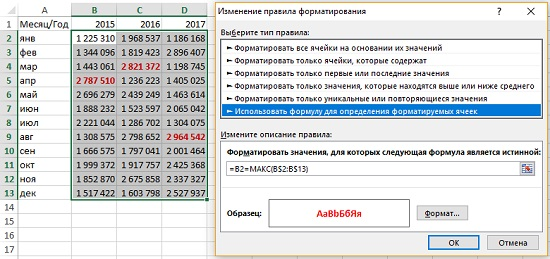 A B C D E F
1 Месяц/Год 2015 2016 2017
2 янв 1 225 310 1 968 537 1 186 168
3 фев 1 344 096 1 819 423 2 896 407
4 мар 1 443 061 2 821 372 1 198 745
5 апр 2 787 510 1 236 223 1 405 025
6 май 2 696 279 2 439 249 1 463 614
7 июн 1 888 232 1 523 597 2 065 042
8 июл 2 221 044 1 286 702 1 304 075
9 авг 1 308 575 2 798 652 2 964 542
10 сен 1 666 575 1 797 041 2 001 464
11 окт 1 999 372 1 917 757 2 425 368
12 ноя 1 852 870 2 675 858 2 337 327
13 дек 1 517 422 1 603 798 2 527 937
14
15
16
17
Изменение правила форматирования
Выберите тип правила:
► Форматировать все ячейки на основании их значений
► Форматировать только ячейки, которые содержат
► Форматировать только первые или последние значения
► Форматировать только значения, которые находятся выше или ниже среднего
► Форматировать только уникальные или повторяющиеся значения
► Использовать формулу для определения форматируемых ячеек
Измените описание правила:
Форматировать значения, для которых следующая формула является истинной:
=B2=МАКС(B$2:B$13)
Образец: АаВbБбЯя Формат...
ОК Отмена